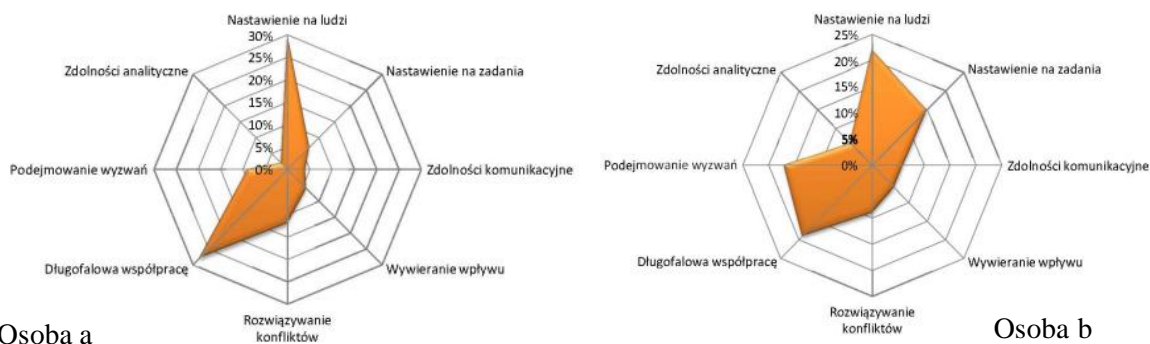 Nastawienie na ludzi
30%
25%
20%
15%
10%
5%
0%
Nastawienie na zadania
Zdolności komunikacyjne
Wywieranie wpływu
Rozwiązywanie
konfliktów
Długofalowa współpracę
Podejmowanie wyzwań
Zdolności analityczne
Osoba a
Nastawienie na ludzi
25%
20%
15%
10%
5%
0%
Nastawienie na zadania
Zdolności komunikacyjne
Wywieranie wpływu
Rozwiązywanie
konfliktów
Długofalowa współpracę
Podejmowanie wyzwań
Zdolności analityczne
Osoba b